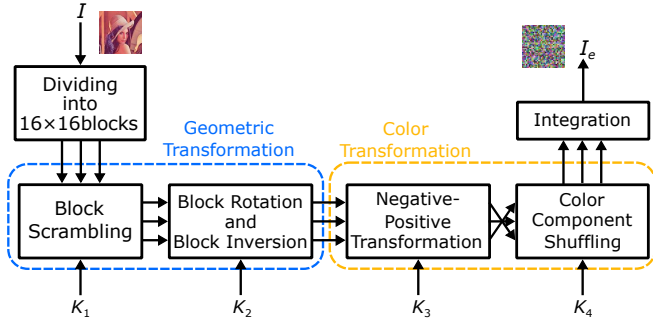 I
Dividing
into
16×16blocks
Geometric
Transformation
Color
Transformation
I_e
Integration
Block
Scrambling
Block Rotation
and
Block Inversion
Negative-
Positive
Transformation
Color
Component
Shuffling
K_1
K_2
K_3
K_4